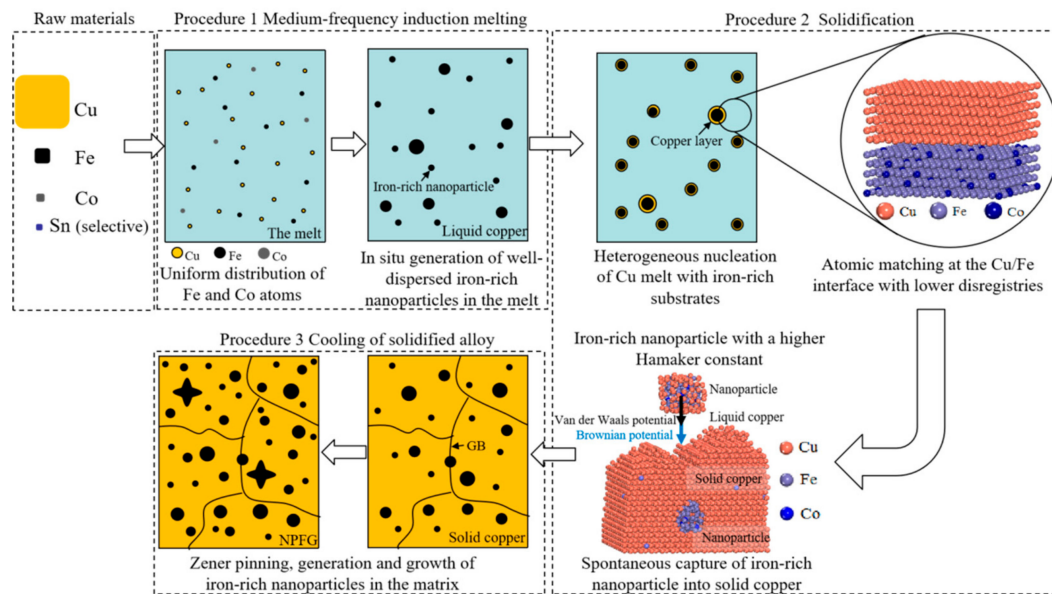 Raw materials
Procedure 1 Medium-frequency induction melting
Procedure 2 Solidification
Cu
Fe
Co
Sn (selective)
The melt
Cu
Fe
Co
Uniform distribution of
Fe and Co atoms
Iron-rich nanoparticle
Liquid copper
In situ generation of well-
dispersed iron-rich
nanoparticles in the melt
Copper layer
Heterogeneous nucleation
of Cu melt with iron-rich
substrates
Cu
Fe
Co
Atomic matching at the Cu/Fe
interface with lower disregistries
Iron-rich nanoparticle with a higher
Hamaker constant
Nanoparticle
Liquid copper
Van der Waals potential
Brownian potential
Solid copper
Nanoparticle
Cu
Fe
Co
Spontaneous capture of iron-rich
nanoparticle into solid copper
Procedure 3 Cooling of solidified alloy
GB
Solid copper
NPFG
Zener pinning, generation and growth of
iron-rich nanoparticles in the matrix